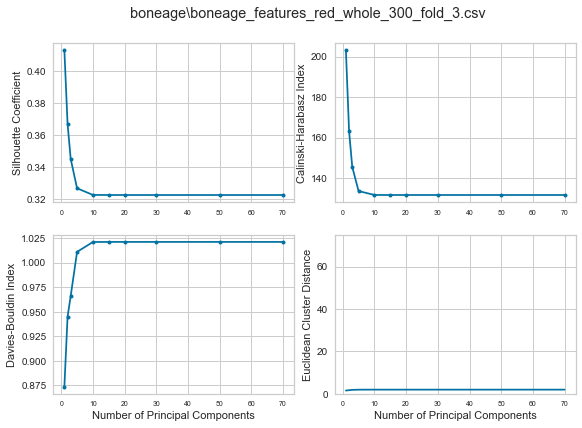 boneage\boneage_features_red_whole_300_fold_3.csv
Silhouette Coefficient
0.40
0.38
0.36
0.34
0.32
0 10 20 30 40 50 60 70
Calinski-Harabasz Index
200
180
160
140
0 10 20 30 40 50 60 70
Davies-Bouldin Index
1.025
1.000
0.975
0.950
0.925
0.900
0.875
0 10 20 30 40 50 60 70
Number of Principal Components
Euclidean Cluster Distance
60
40
20
0
0 10 20 30 40 50 60 70
Number of Principal Components